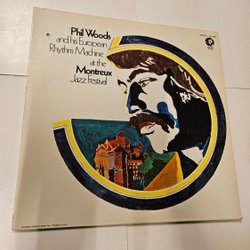 Phil Woods
and his European
Rhythm Machine
at the
Montreux
Jazz Festival